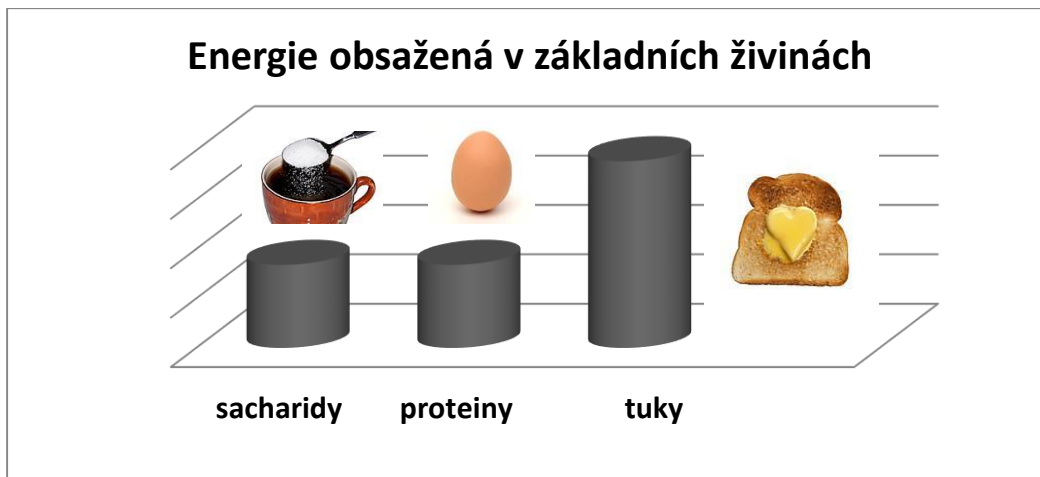 Energie obsažená v základních živinách
sacharidy proteiny tuky